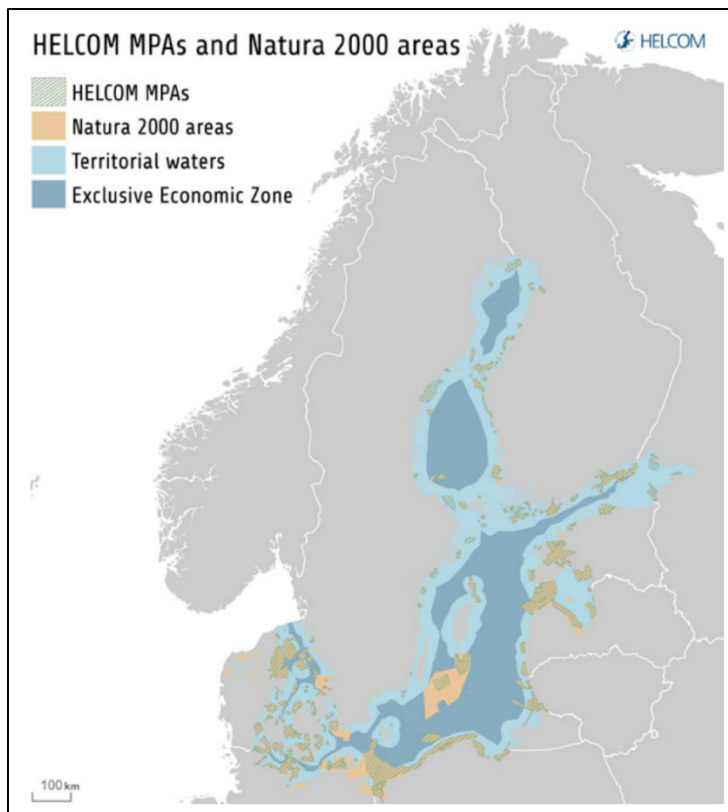 HELCOM MPAs and Natura 2000 areas
HELCOM
HELCOM MPAs
Natura 2000 areas
Territorial waters
Exclusive Economic Zone
100 km